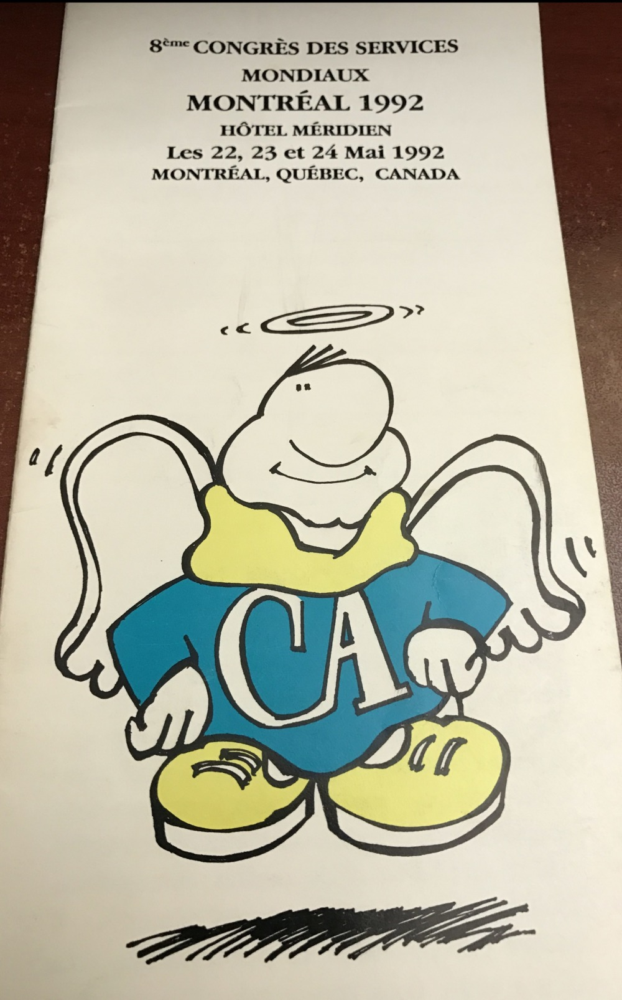 8ème CONGRÈS DES SERVICES
MONDIAUX
MONTRÉAL 1992
HÔTEL MÉRIDIEN
Les 22, 23 et 24 Mai 1992
MONTRÉAL, QUÉBEC, CANADA
CA